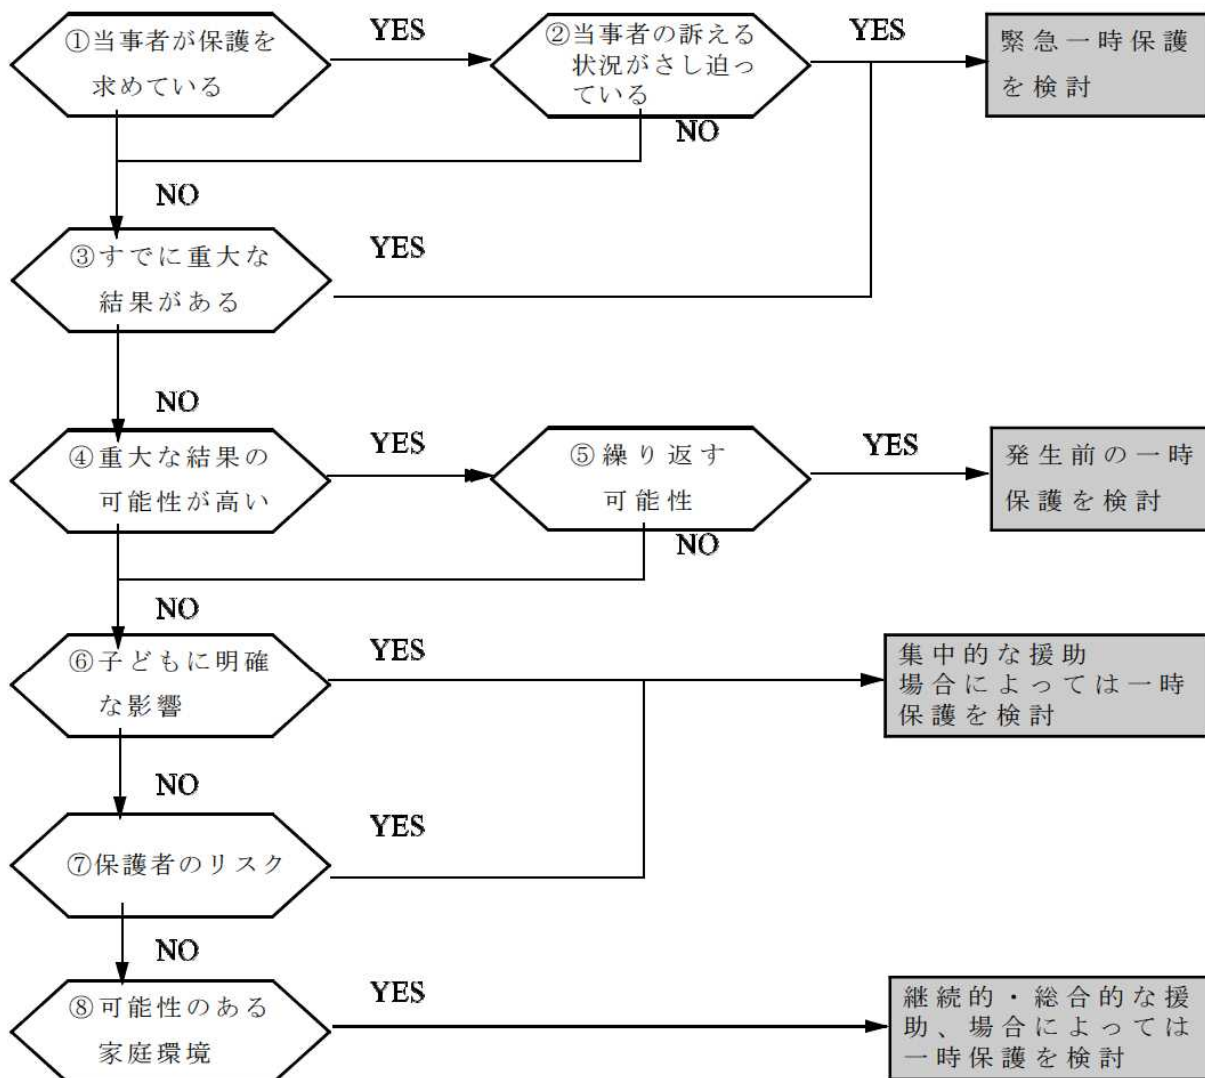 ①当事者が保護を
求めている
YES
②当事者の訴える
状況がさし迫っ
ている
YES
緊急一時保護
を検討
NO
NO
③すでに重大な
結果がある
YES
NO
④重大な結果の
可能性が高い
YES
⑤繰り返す
可能性
YES
発生前の一時
保護を検討
NO
NO
⑥子どもに明確
な影響
YES
集中的な援助
場合によっては一時
保護を検討
NO
⑦保護者のリスク
YES
NO
⑧可能性のある
家庭環境
YES
継続的・総合的な援
助、場合によっては
一時保護を検討